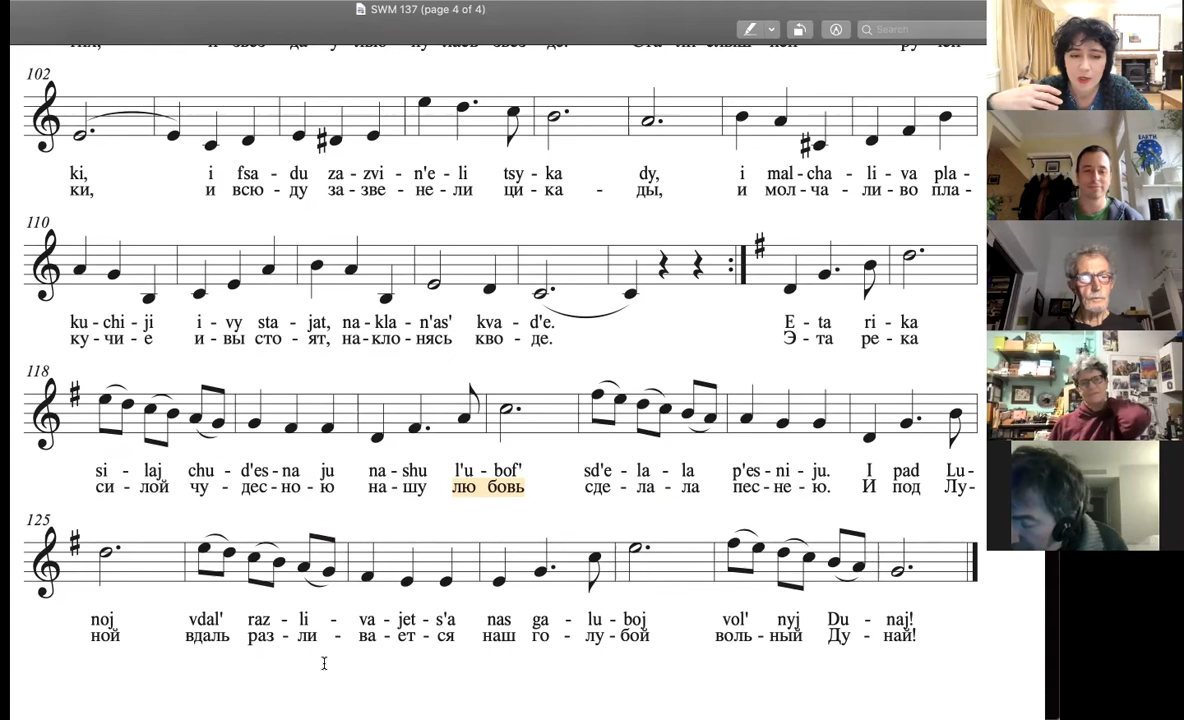 SWM 137 (page 4 of 4)
Search
102
ki, i fsa - du za - zvi - n'e - li tsy - ka dy, i mal - cha - li - va pla -
ки, и всю - ду за - зве - не - ли ци - ка - ды, и мол - ча - ли - во пла -
110
ku - chi - ji i - vy sta - jat, na - kla - n'as' kva - d'e. E - ta ri - ka
ку - чи - е и - вы сто - ят, на - кло - нясь кво - де. Э - та ре - ка
118
si - laj chu - d'es - na ju na - shu l'u - bof' sd'e - la - la p'es - ni - ju. I pad Lu -
си - лой чу - дес - но - ю на - шу лю бовь сде - ла - ла пес - не - ю. И под Лу -
125
noj vdal' raz - li - va - jet - s'a nas ga - lu - boj vol' nyj Du - naj!
ной вдаль раз - ли - ва - ет - ся наш го - лу - бой воль - ный Ду - най!
EARTH